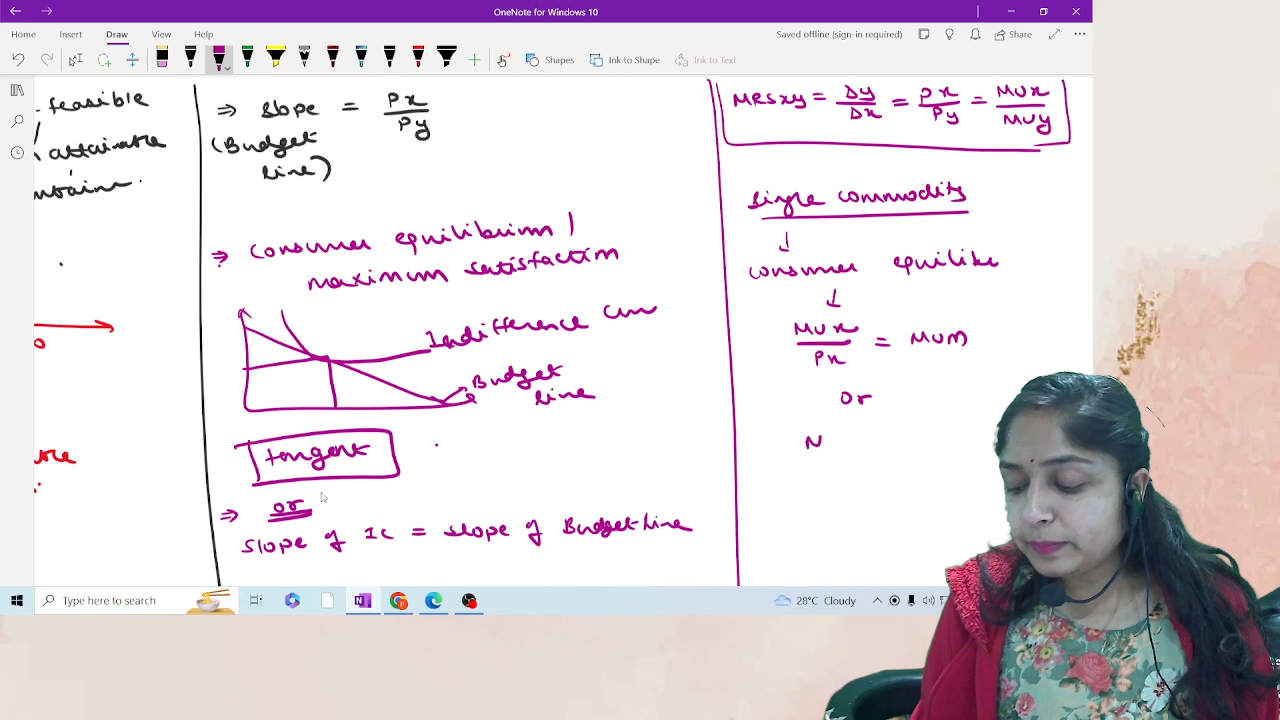 OneNote for Windows 10
Home Insert Draw View Help
Saved offline (sign-in required)
Share
Shapes
Ink to Shape
Ink to Text
feasible
attainable
⇒ Slope = Px/Py
(Budget
line)
⇒ Consumer equilibrium /
maximum satisfaction
Indifference
Budget
line
tangent
⇒ or
Slope of IC = slope of Budget Line
MRSxy = Δy/Δx = Px/Py = MUx/MUy
Single commodity
↓
consumer
↓
MUx/Px = MUm
or
Type here to search
28°C Cloudy